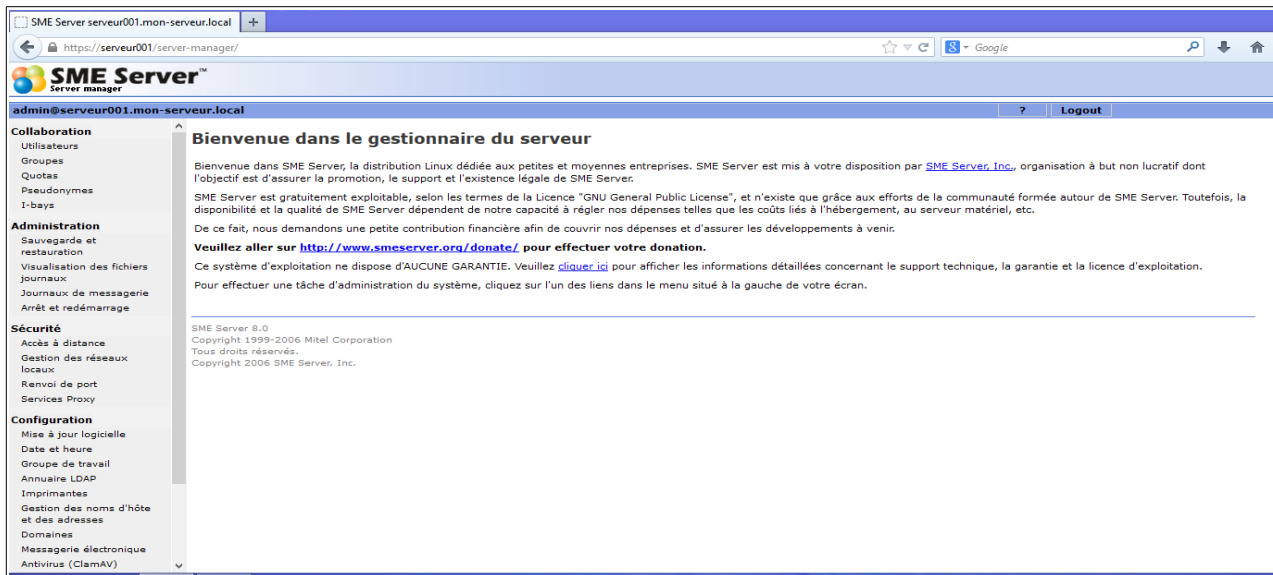 SME Server serveur001.mon-serveur.local
https://serveur001/server-manager/
Google
SME Server™
Server manager
admin@serveur001.mon-serveur.local
? Logout
Collaboration
Utilisateurs
Groupes
Quotas
Pseudonymes
I-bays
Administration
Sauvegarde et
restauration
Visualisation des fichiers
journaux
Journaux de messagerie
Arrêt et redémarrage
Sécurité
Accès à distance
Gestion des réseaux
locaux
Renvoi de port
Services Proxy
Configuration
Mise à jour logicielle
Date et heure
Groupe de travail
Annuaire LDAP
Imprimantes
Gestion des noms d'hôte
et des adresses
Domaines
Messagerie électronique
Antivirus (ClamAV)
Bienvenue dans le gestionnaire du serveur
Bienvenue dans SME Server, la distribution Linux dédiée aux petites et moyennes entreprises. SME Server est mis à votre disposition par SME Server, Inc., organisation à but non lucratif dont
l'objectif est d'assurer la promotion, le support et l'existence légale de SME Server.
SME Server est gratuitement exploitable, selon les termes de la Licence "GNU General Public License", et n'existe que grâce aux efforts de la communauté formée autour de SME Server. Toutefois, la
disponibilité et la qualité de SME Server dépendent de notre capacité à régler nos dépenses telles que les coûts liés à l'hébergement, au serveur matériel, etc.
De ce fait, nous demandons une petite contribution financière afin de couvrir nos dépenses et d'assurer les développements à venir.
Veuillez aller sur http://www.smeserver.org/donate/ pour effectuer votre donation.
Ce système d'exploitation ne dispose d'AUCUNE GARANTIE. Veuillez cliquer ici pour afficher les informations détaillées concernant le support technique, la garantie et la licence d'exploitation.
Pour effectuer une tâche d'administration du système, cliquez sur l'un des liens dans le menu situé à la gauche de votre écran.
SME Server 8.0
Copyright 1999-2006 Mitel Corporation
Tous droits réservés.
Copyright 2006 SME Server, Inc.